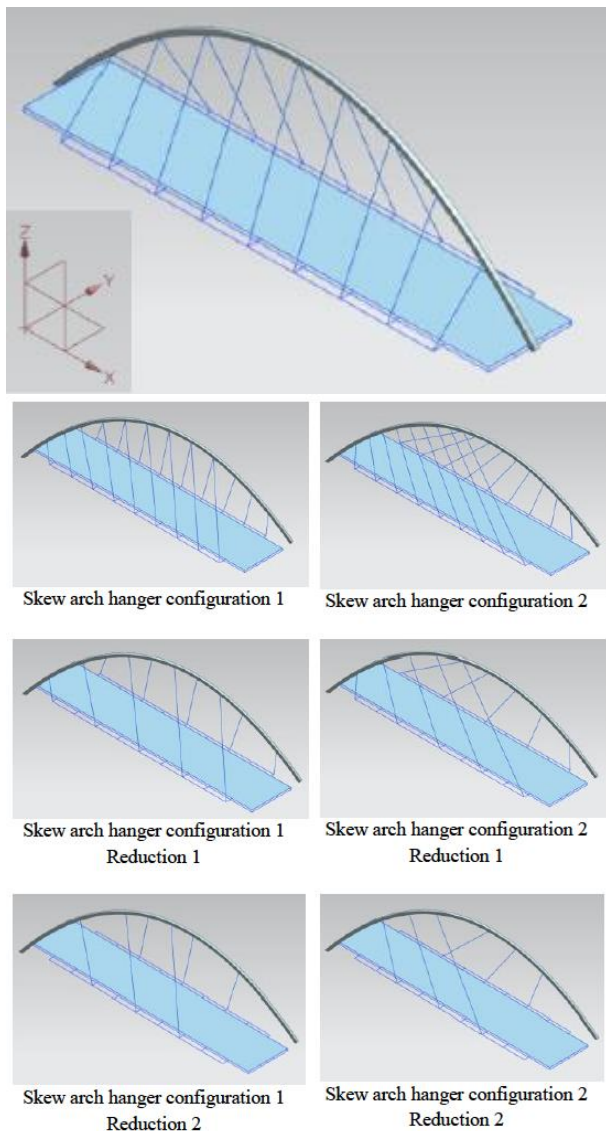 Z
Y
X
Skew arch hanger configuration 1
Skew arch hanger configuration 2
Skew arch hanger configuration 1
Reduction 1
Skew arch hanger configuration 2
Reduction 1
Skew arch hanger configuration 1
Reduction 2
Skew arch hanger configuration 2
Reduction 2